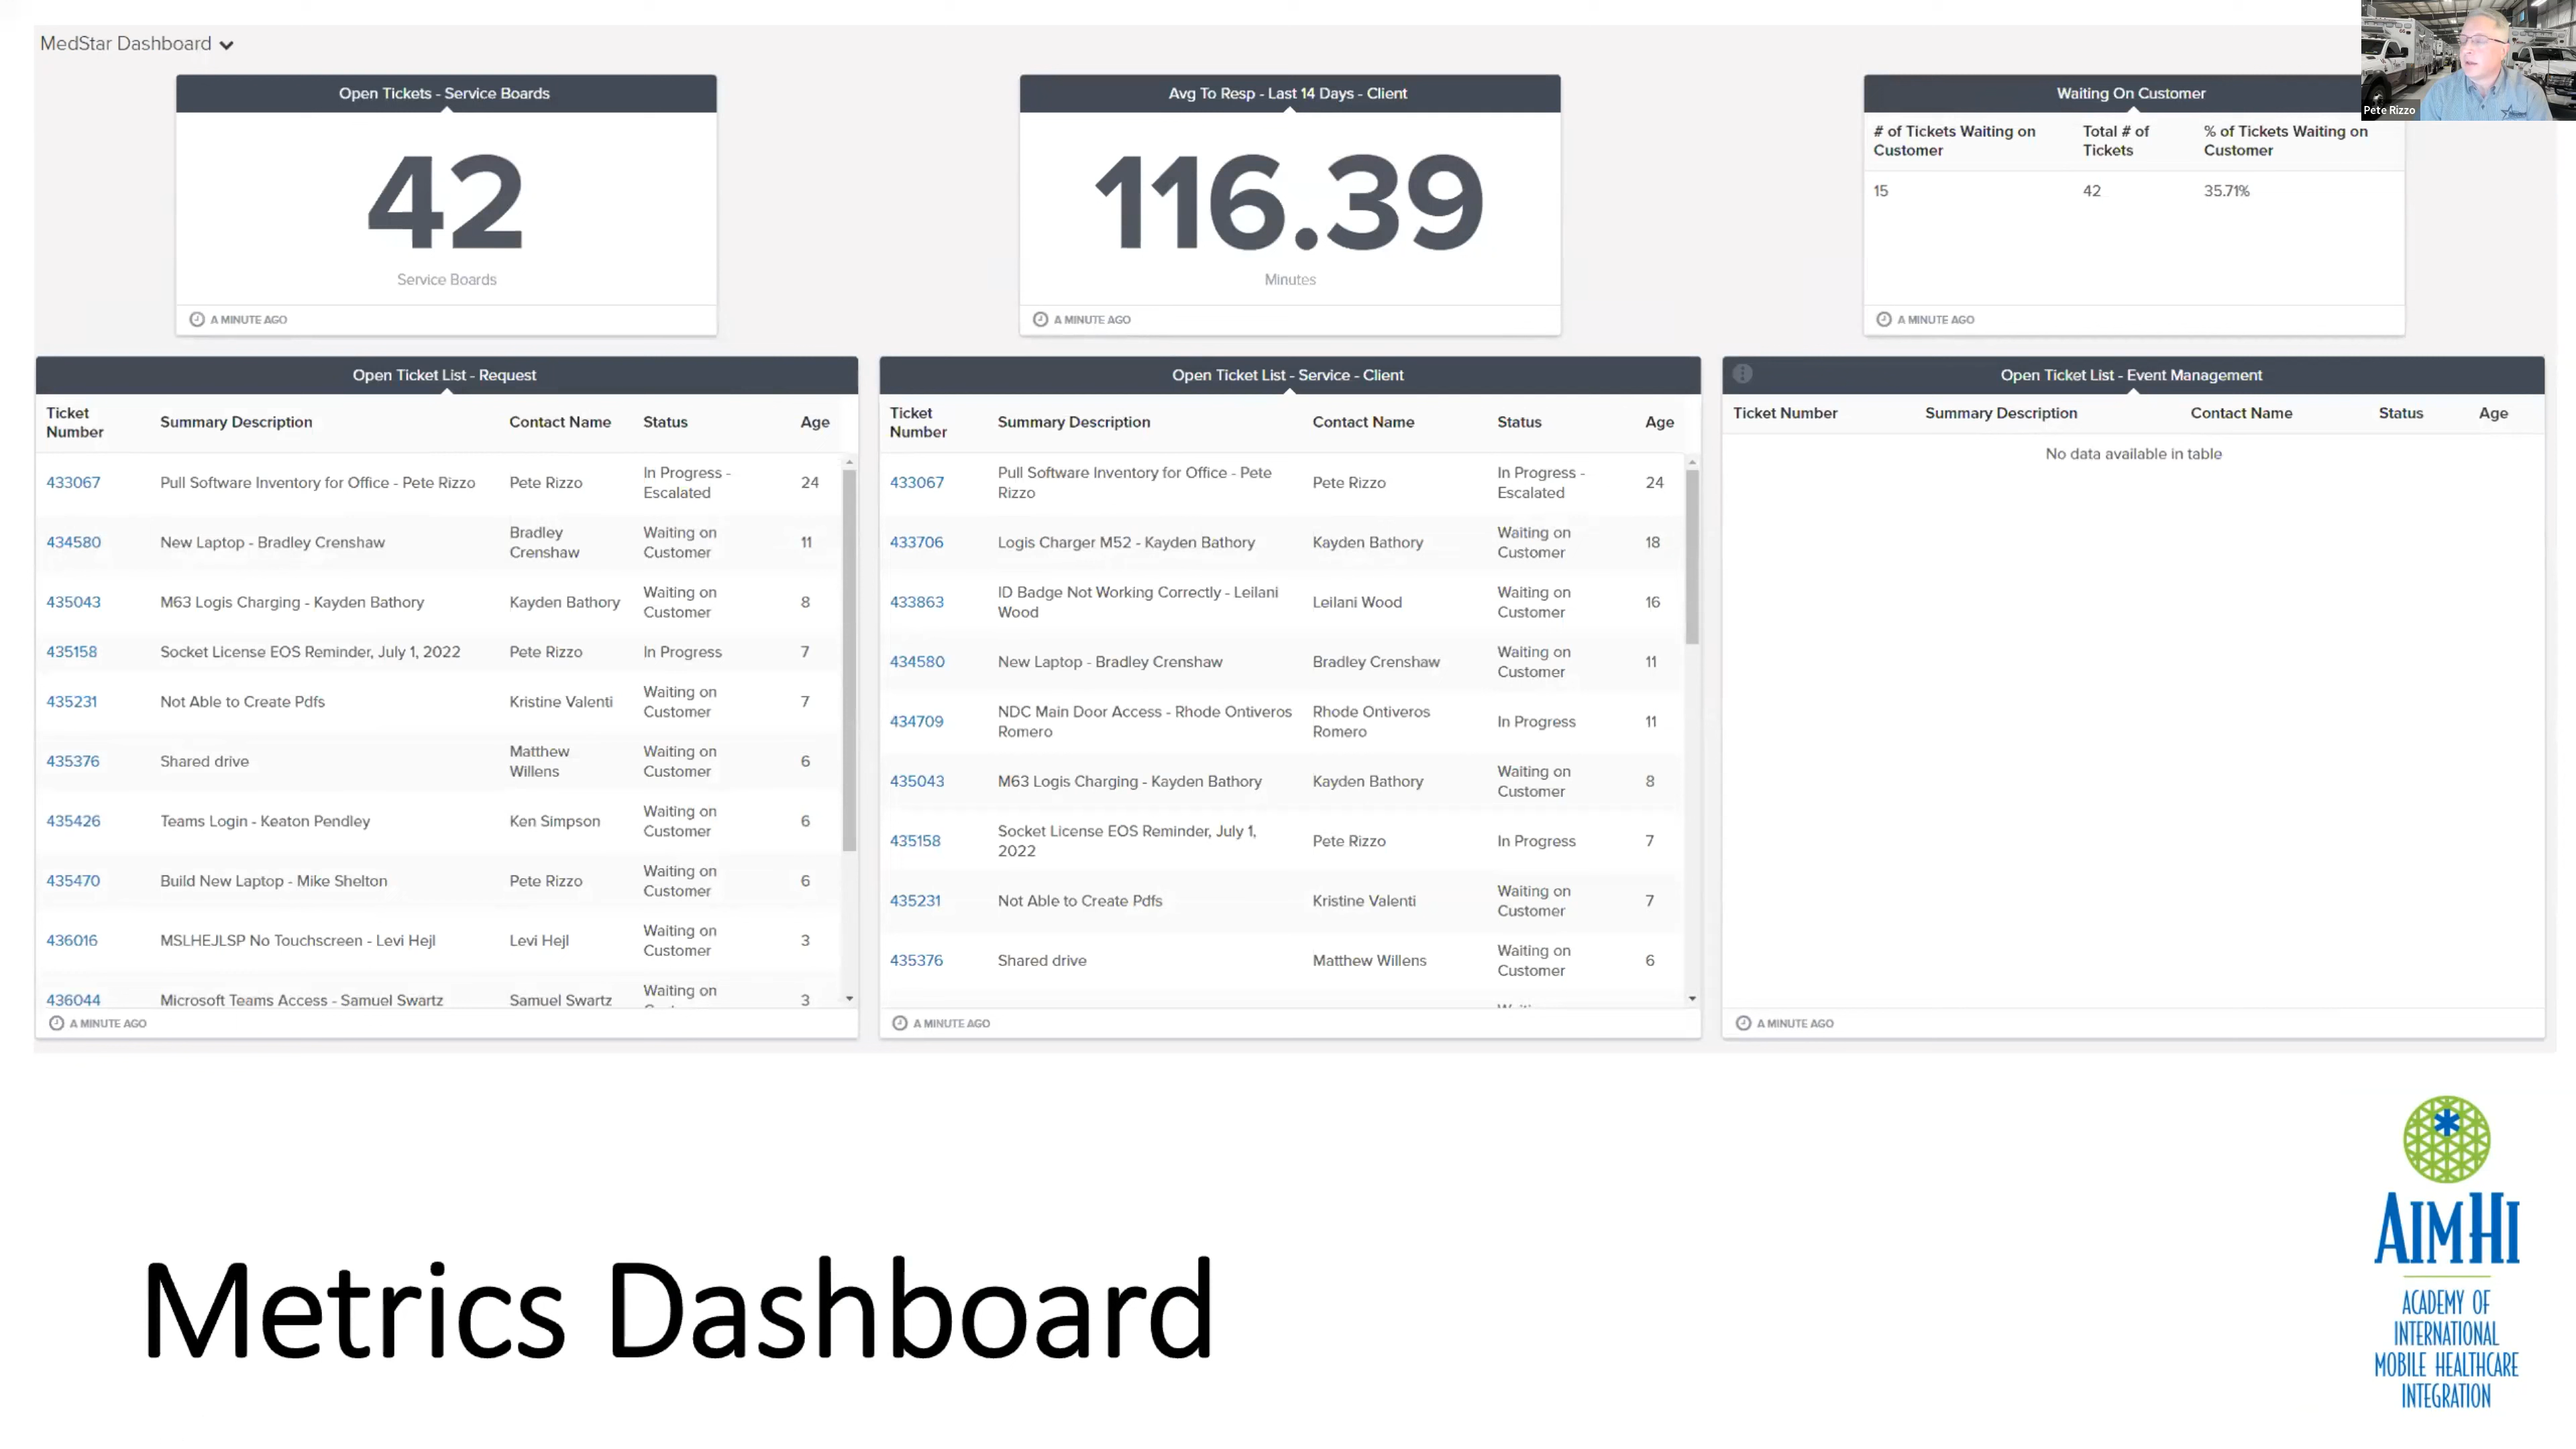 MedStar Dashboard
Pete Rizzo
Open Tickets - Service Boards
42
Service Boards
A MINUTE AGO
Avg To Resp - Last 14 Days - Client
116.39
Minutes
A MINUTE AGO
Waiting On Customer
# of Tickets Waiting on Customer Total # of Tickets % of Tickets Waiting on Customer
15 42 35.71%
A MINUTE AGO
Open Ticket List - Request
Ticket Number Summary Description Contact Name Status Age
433067 Pull Software Inventory for Office - Pete Rizzo Pete Rizzo In Progress - Escalated 24
434580 New Laptop - Bradley Crenshaw Bradley Crenshaw Waiting on Customer 11
435043 M63 Logis Charging - Kayden Bathory Kayden Bathory Waiting on Customer 8
435158 Socket License EOS Reminder, July 1, 2022 Pete Rizzo In Progress 7
435231 Not Able to Create Pdfs Kristine Valenti Waiting on Customer 7
435376 Shared drive Matthew Willens Waiting on Customer 6
435426 Teams Login - Keaton Pendley Ken Simpson Waiting on Customer 6
435470 Build New Laptop - Mike Shelton Pete Rizzo Waiting on Customer 6
436016 MSLHEJLSP No Touchscreen - Levi Hejl Levi Hejl Waiting on Customer 3
436044 Microsoft Teams Access - Samuel Swartz Samuel Swartz Waiting on 3
A MINUTE AGO
Open Ticket List - Service - Client
Ticket Number Summary Description Contact Name Status Age
433067 Pull Software Inventory for Office - Pete Rizzo Pete Rizzo In Progress - Escalated 24
433706 Logis Charger M52 - Kayden Bathory Kayden Bathory Waiting on Customer 18
433863 ID Badge Not Working Correctly - Leilani Wood Leilani Wood Waiting on Customer 16
434580 New Laptop - Bradley Crenshaw Bradley Crenshaw Waiting on Customer 11
434709 NDC Main Door Access - Rhode Ontiveros Romero Rhode Ontiveros Romero In Progress 11
435043 M63 Logis Charging - Kayden Bathory Kayden Bathory Waiting on Customer 8
435158 Socket License EOS Reminder, July 1, 2022 Pete Rizzo In Progress 7
435231 Not Able to Create Pdfs Kristine Valenti Waiting on Customer 7
435376 Shared drive Matthew Willens Waiting on Customer 6
A MINUTE AGO
Open Ticket List - Event Management
Ticket Number Summary Description Contact Name Status Age
No data available in table
A MINUTE AGO
Metrics Dashboard
AIMHI
ACADEMY OF
INTERNATIONAL
MOBILE HEALTHCARE
INTEGRATION